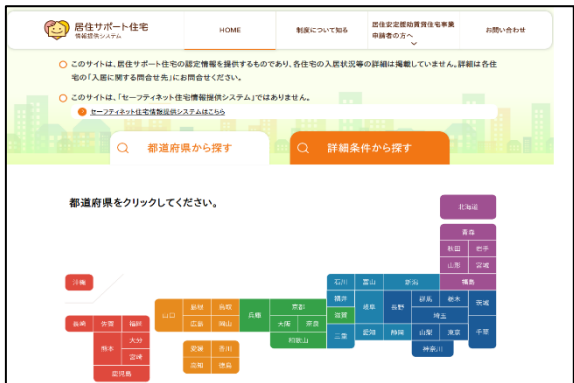 居住サポート住宅
情報提供システム
HOME
制度について知る
居住安定援助賃貸住宅事業
申請者の方へ
お問い合わせ
このサイトは、居住サポート住宅の認定情報を提供するものであり、各住宅の入居状況等の詳細は掲載していません。詳細は各住
宅の「入居に関する問合せ先」にお問合せください。
このサイトは、「セーフティネット住宅情報提供システム」ではありません。
セーフティネット住宅情報提供システムはこちら
都道府県から探す
詳細条件から探す
都道府県をクリックしてください。
北海道
青森
秋田 岩手
山形 宮城
沖縄 石川 富山 新潟 福島
山口 島根 鳥取 兵庫 京都 福井 岐阜 長野 群馬 栃木 茨城
滋賀 埼玉
長崎 佐賀 福岡 広島 岡山 大阪 奈良 三重 愛知 静岡 山梨 東京 千葉
熊本 大分 和歌山 神奈川
宮崎 愛媛 香川
鹿児島 高知 徳島